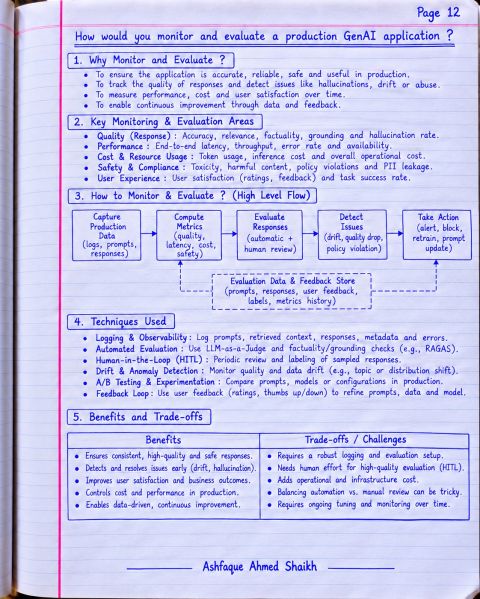 Page 12
How would you monitor and evaluate a production GenAI application ?
1. Why Monitor and Evaluate ?
• To ensure the application is accurate, reliable, safe and useful in production.
• To track the quality of responses and detect issues like hallucinations, drift or abuse.
• To measure performance, cost and user satisfaction over time.
• To enable continuous improvement through data and feedback.
2. Key Monitoring & Evaluation Areas
• Quality (Response) : Accuracy, relevance, factuality, grounding and hallucination rate.
• Performance : End-to-end latency, throughput, error rate and availability.
• Cost & Resource Usage : Token usage, inference cost and overall operational cost.
• Safety & Compliance : Toxicity, harmful content, policy violations and PII leakage.
• User Experience : User satisfaction (ratings, feedback) and task success rate.
3. How to Monitor & Evaluate ? (High Level Flow)
Capture
Production
Data
(logs, prompts,
responses)
Compute
Metrics
(quality,
latency, cost,
safety)
Evaluate
Responses
(automatic +
human review)
Detect
Issues
(drift, quality drop,
policy violation)
Take Action
(alert, block,
retrain, prompt
update)
Evaluation Data & Feedback Store
(prompts, responses, user feedback,
labels, metrics history)
4. Techniques Used
• Logging & Observability : Log prompts, retrieved context, responses, metadata and errors.
• Automated Evaluation : Use LLM-as-a-Judge and factuality/grounding checks (e.g., RAGAS).
• Human-in-the-Loop (HITL) : Periodic review and labeling of sampled responses.
• Drift & Anomaly Detection : Monitor quality and data drift (e.g., topic or distribution shift).
• A/B Testing & Experimentation : Compare prompts, models or configurations in production.
• Feedback Loop : Use user feedback (ratings, thumbs up/down) to refine prompts, data and model.
5. Benefits and Trade-offs
Benefits
• Ensures consistent, high-quality and safe responses.
• Detects and resolves issues early (drift, hallucination).
• Improves user satisfaction and business outcomes.
• Controls cost and performance in production.
• Enables data-driven, continuous improvement.
Trade-offs / Challenges
• Requires a robust logging and evaluation setup.
• Needs human effort for high-quality evaluation (HITL).
• Adds operational and infrastructure cost.
• Balancing automation vs. manual review can be tricky.
• Requires ongoing tuning and monitoring over time.
Ashfaque Ahmed Shaikh